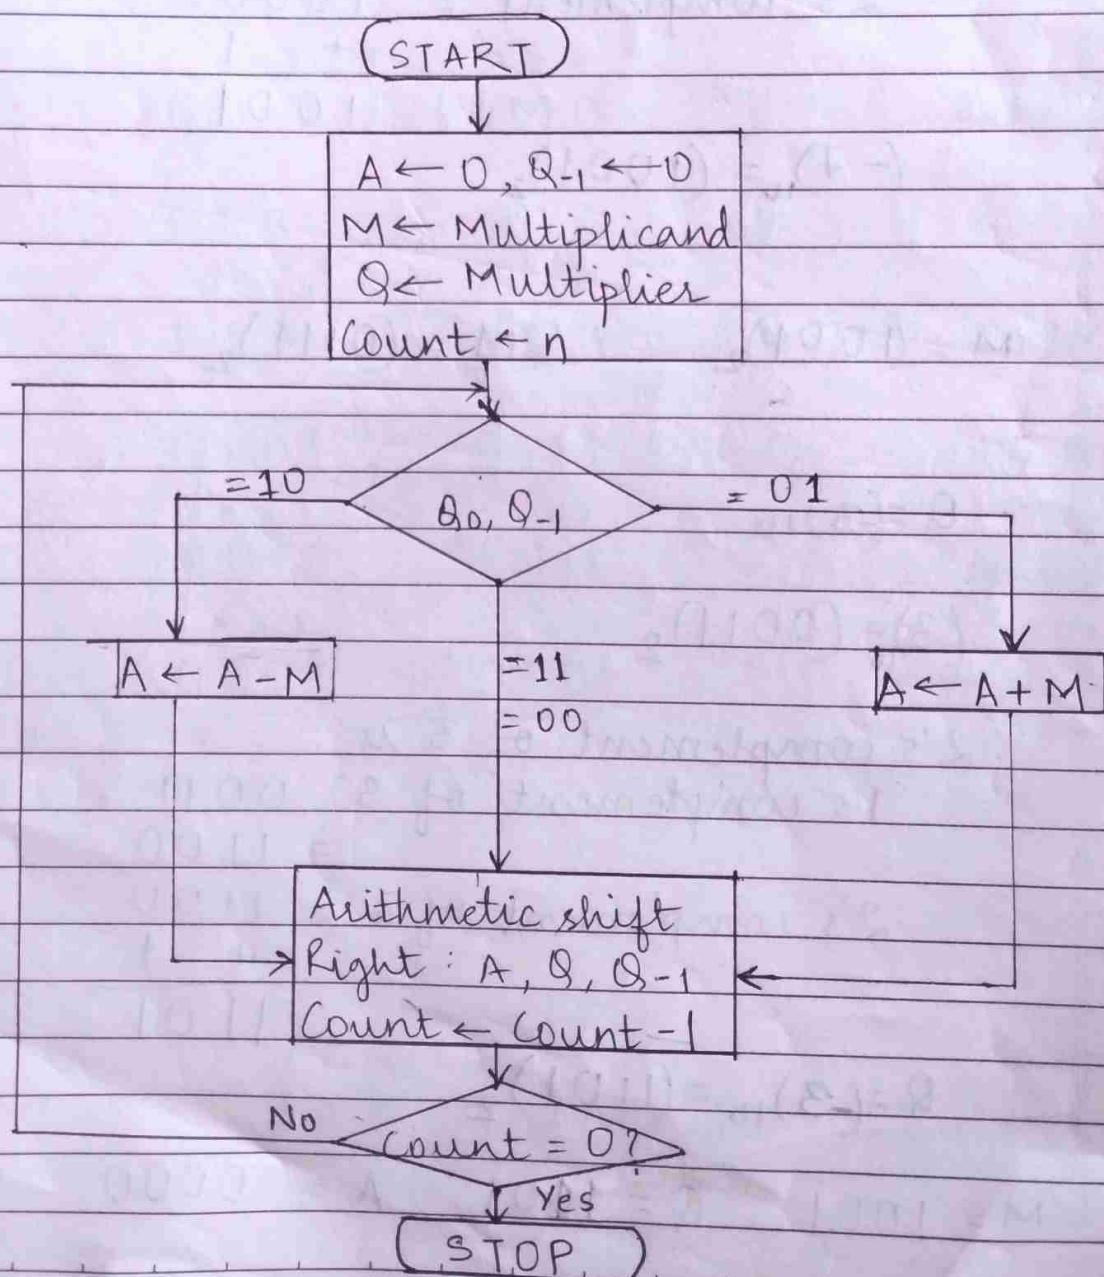 START
A ← 0, Q-1 ← 0
M ← Multiplicand
Q ← Multiplier
Count ← n
=10
Q0, Q-1
= 01
A ← A - M
=11
= 00
A ← A + M
Arithmetic shift
Right : A, Q, Q-1
Count ← Count - 1
No
Count = 0?
Yes
STOP